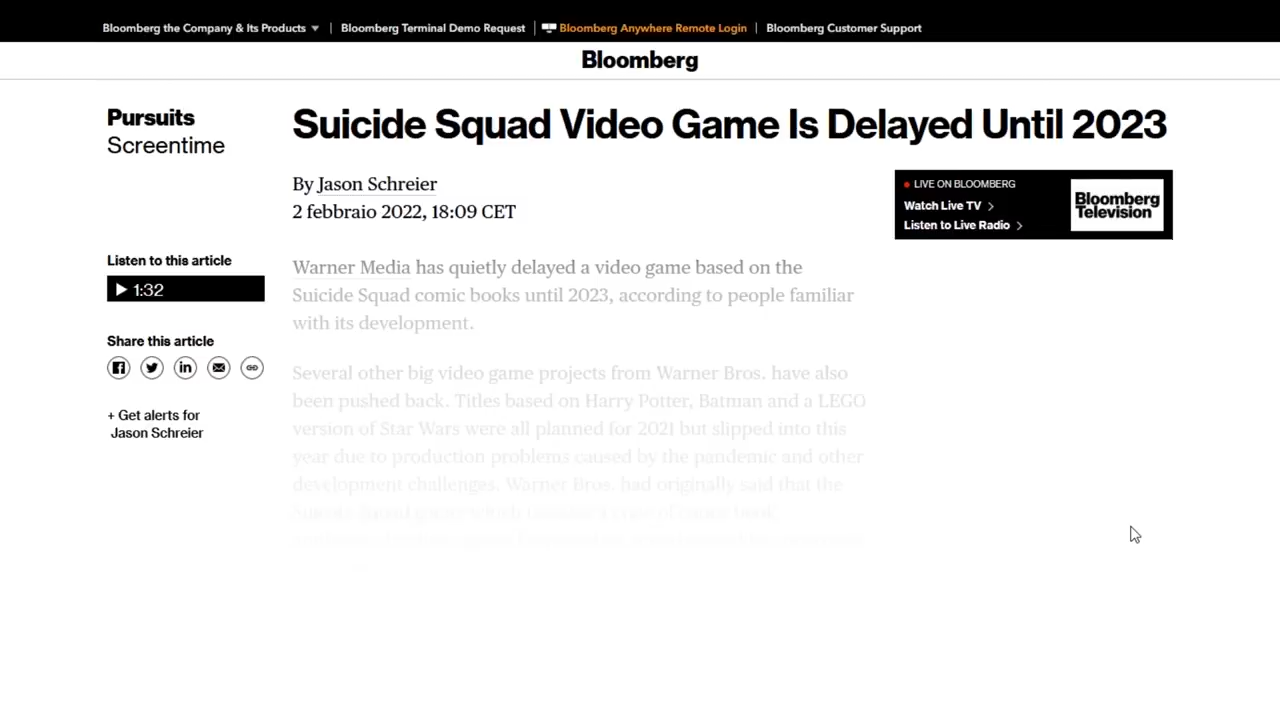 Bloomberg the Company & Its Products
Bloomberg Terminal Demo Request
Bloomberg Anywhere Remote Login
Bloomberg Customer Support
Bloomberg
Pursuits
Screentime
Suicide Squad Video Game Is Delayed Until 2023
By Jason Schreier
2 febbraio 2022, 18:09 CET
LIVE ON BLOOMBERG
Watch Live TV
Listen to Live Radio
Bloomberg
Television
Listen to this article
1:32
Share this article
+ Get alerts for
Jason Schreier
Warner Media has quietly delayed a video game based on the
Suicide Squad comic books until 2023, according to people familiar
with its development.
Several other big video game projects from Warner Bros. have also
been pushed back. Titles based on Harry Potter, Batman and a LEGO
version of Star Wars were all planned for 2021 but slipped into this
year due to production problems caused by the pandemic and other
development challenges. Warner Bros. had originally said that the